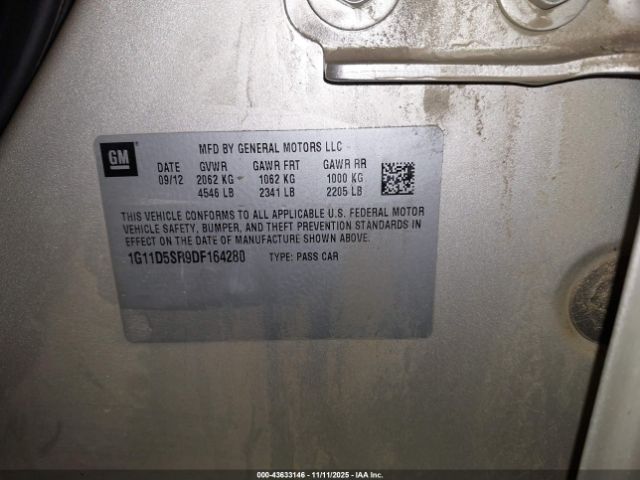 GM
MFD BY GENERAL MOTORS LLC
DATE GVWR GAWR FRT GAWR RR
09/12 2062 KG 1062 KG 1000 KG
4546 LB 2341 LB 2205 LB
THIS VEHICLE CONFORMS TO ALL APPLICABLE U.S. FEDERAL MOTOR
VEHICLE SAFETY, BUMPER, AND THEFT PREVENTION STANDARDS
IN EFFECT ON THE DATE OF MANUFACTURE SHOWN ABOVE.
1G11D5SR9DF164280 TYPE: PASS CAR
000-43633146 - 11/11/2025 - IAA Inc.